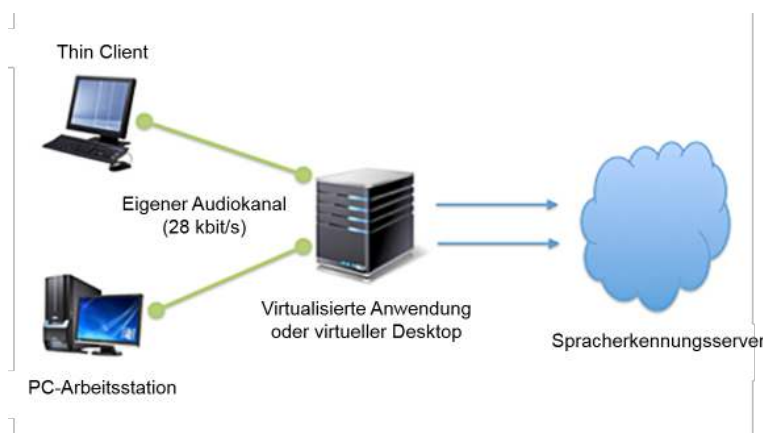 Thin Client
Eigener Audiokanal
(28 kbit/s)
Virtualisierte Anwendung
oder virtueller Desktop
Spracherkennungsserver
PC-Arbeitsstation